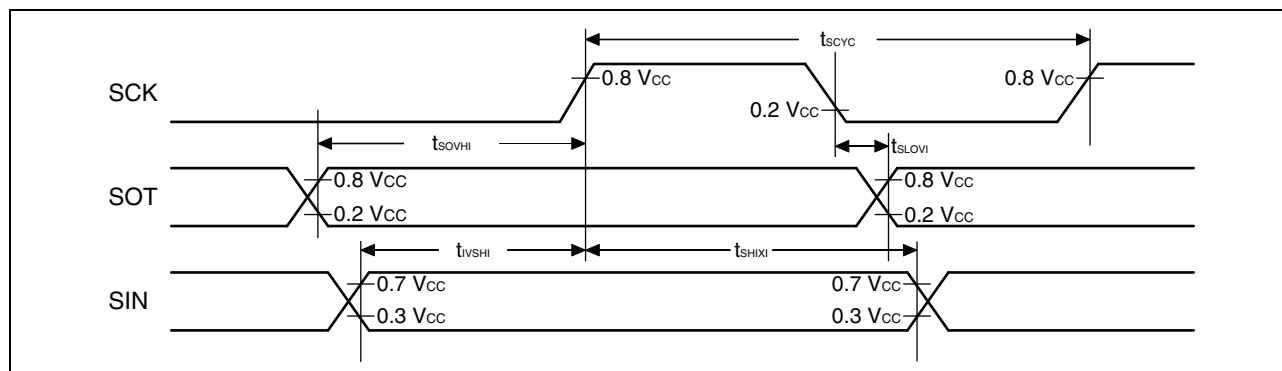 tSCYC
SCK
0.8 VCC
0.8 VCC
0.2 VCC
tSOVHI
tSLOVI
SOT
0.8 VCC
0.8 VCC
0.2 VCC
0.2 VCC
tIVSHI
tSHIXI
SIN
0.7 VCC
0.7 VCC
0.3 VCC
0.3 VCC